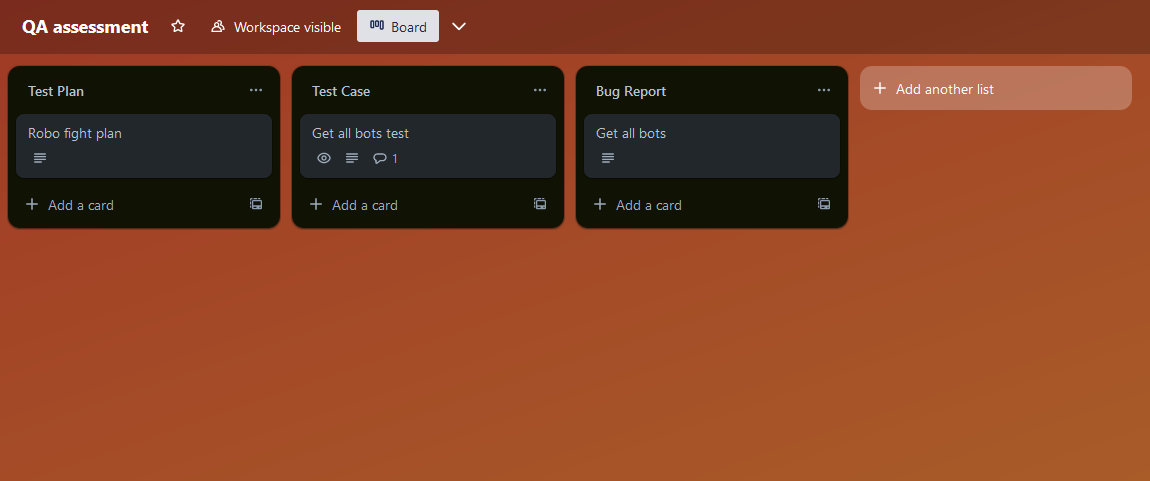 QA assessment
Workspace visible
Board
Test Plan
Robo fight plan
Add a card
Test Case
Get all bots test
1
Add a card
Bug Report
Get all bots
Add a card
Add another list